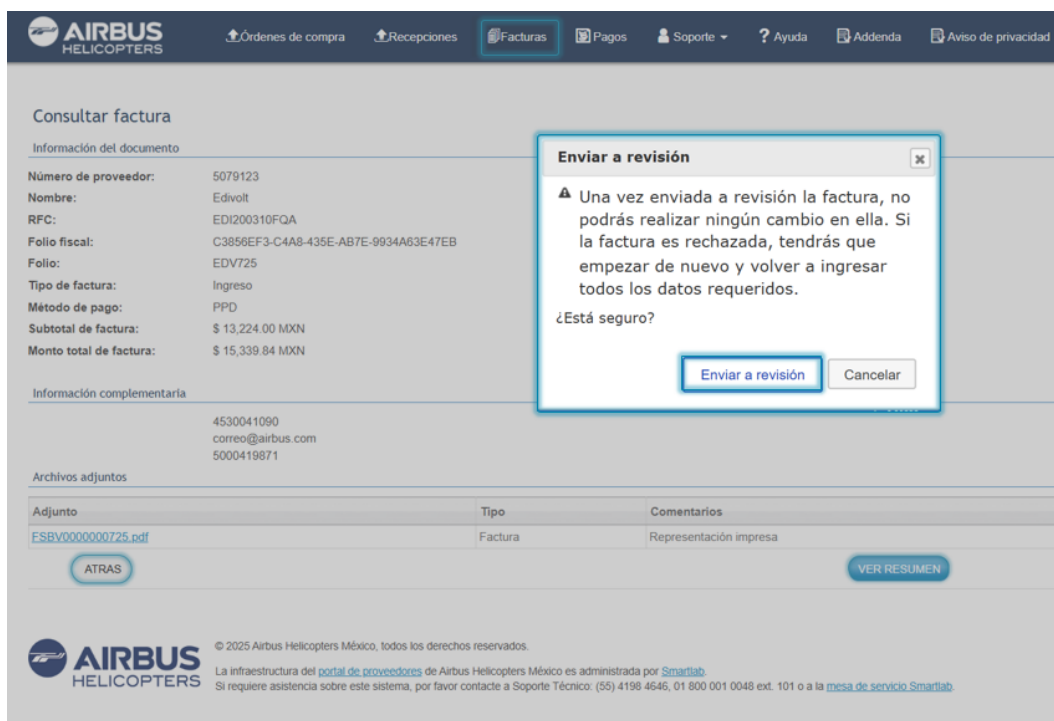 AIRBUS
HELICOPTERS
Órdenes de compra
Recepciones
Facturas
Pagos
Soporte
? Ayuda
Addenda
Aviso de privacidad
Consultar factura
Información del documento
Número de proveedor: 5079123
Nombre: Edivolt
RFC: EDI200310FQA
Folio fiscal: C3856EF3-C4A8-435E-AB7E-9934A63E47EB
Folio: EDV725
Tipo de factura: Ingreso
Método de pago: PPD
Subtotal de factura: $ 13,224.00 MXN
Monto total de factura: $ 15,339.84 MXN
Enviar a revisión
Una vez enviada a revisión la factura, no
podrás realizar ningún cambio en ella. Si
la factura es rechazada, tendrás que
empezar de nuevo y volver a ingresar
todos los datos requeridos.
¿Está seguro?
Enviar a revisión
Cancelar
Información complementaria
4530041090
correo@airbus.com
5000419871
Archivos adjuntos
Adjunto Tipo Comentarios
FSBV0000000725.pdf Factura Representación impresa
ATRAS
VER RESUMEN
AIRBUS
HELICOPTERS
© 2025 Airbus Helicopters México, todos los derechos reservados.
La infraestructura del portal de proveedores de Airbus Helicopters México es administrada por Smartlab.
Si requiere asistencia sobre este sistema, por favor contacte a Soporte Técnico: (55) 4198 4646, 01 800 001 0048 ext. 101 o a la mesa de servicio Smartlab.